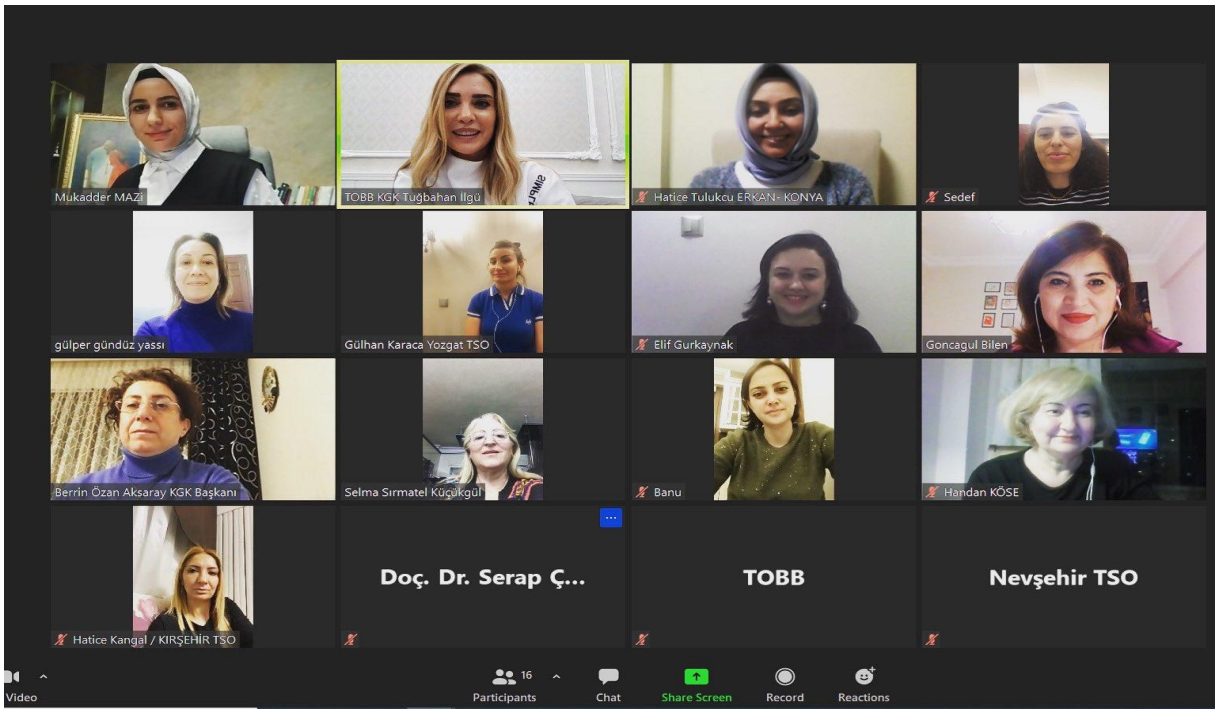 Mukadder MAZi
TOBB KGK Tuğbahan İlgü
Hatice Tulukcu ERKAN- KONYA
Sedef
gülper gündüz yassı
Gülhan Karaca Yozgat TSO
Elif Gurkaynak
Goncagul Bilen
Berrin Özan Aksaray KGK Başkanı
Selma Sırmatel Küçükgül
Banu
Handan KÖSE
Hatice Kangal / KIRŞEHİR TSO
Doç. Dr. Serap Ç...
TOBB
Nevşehir TSO
Video
16
Participants
Chat
Share Screen
Record
Reactions